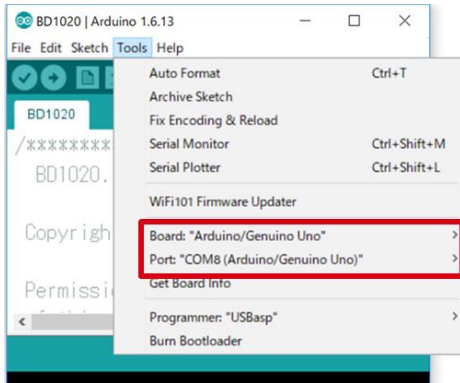 BD1020 | Arduino 1.6.13
File Edit Sketch Tools Help
Auto Format Ctrl+T
Archive Sketch
Fix Encoding & Reload
Serial Monitor Ctrl+Shift+M
Serial Plotter Ctrl+Shift+L
WiFi101 Firmware Updater
Board: "Arduino/Genuino Uno"
Port: "COM8 (Arduino/Genuino Uno)"
Get Board Info
Programmer: "USBasp"
Burn Bootloader
BD1020
/********
BD1020.
Copyrigh
Permissi